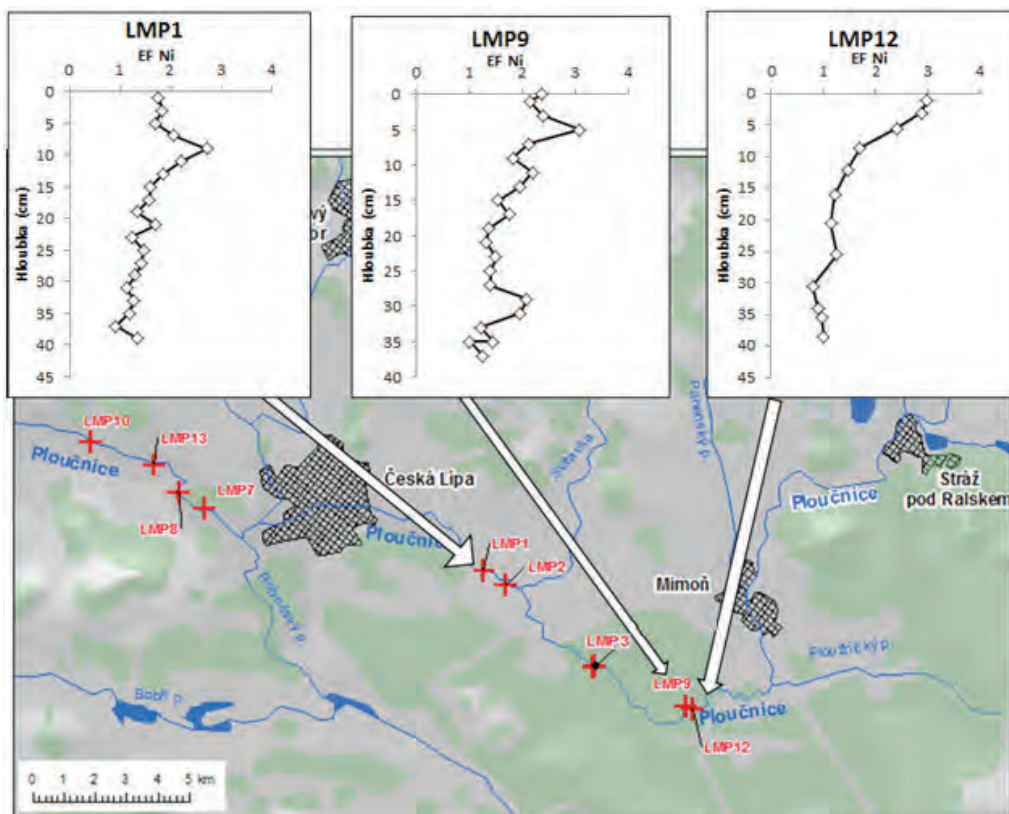 LMP1
EF Ni
0 1 2 3 4
Hloubka (cm)
0
5
10
15
20
25
30
35
40
45
LMP9
EF Ni
0 1 2 3 4
Hloubka (cm)
0
5
10
15
20
25
30
35
40
LMP12
EF Ni
0 1 2 3 4
Hloubka (cm)
0
5
10
15
20
25
30
35
40
45
vý
or
LMP10
LMP13
Ploučnice
LMP8
LMP7
Česká Lípa
Ploučnice
LMP1
LMP2
Panenský p.
Ploučnice
Stráž
pod Ralskem
Mimoň
Ploužnický p.
LMP3
LMP9
Ploučnice
LMP12
Bobří p.
0 1 2 3 4 5 km